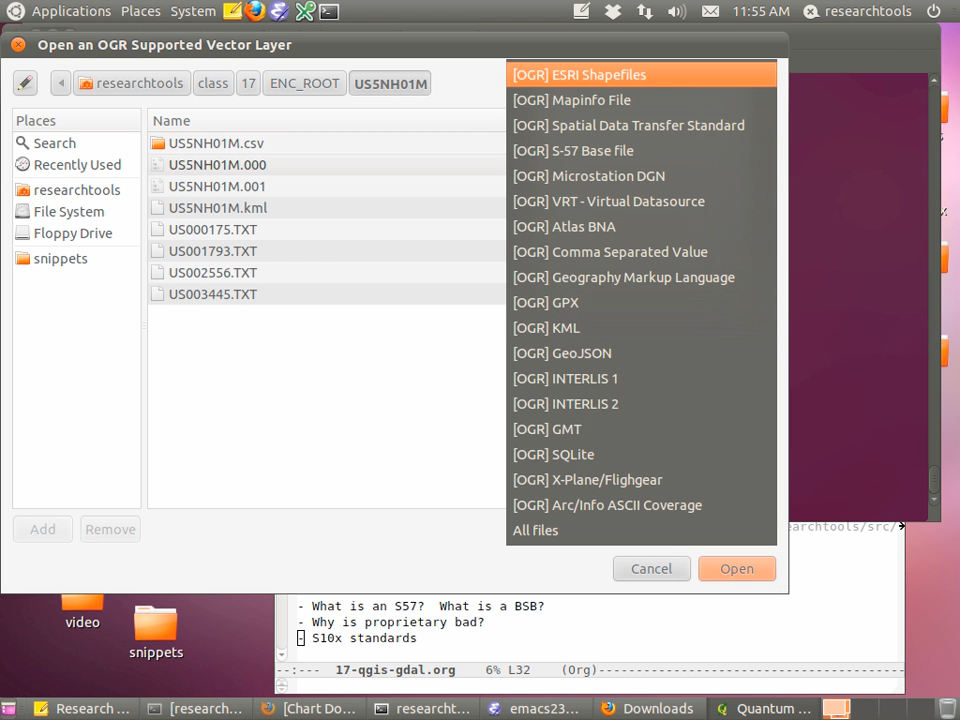 Applications Places System
11:55 AM researchtools
Open an OGR Supported Vector Layer
researchtools class 17 ENC_ROOT US5NH01M
Places
Search
Recently Used
researchtools
File System
Floppy Drive
snippets
Name
US5NH01M.csv
US5NH01M.000
US5NH01M.001
US5NH01M.kml
US000175.TXT
US001793.TXT
US002556.TXT
US003445.TXT
[OGR] ESRI Shapefiles
[OGR] Mapinfo File
[OGR] Spatial Data Transfer Standard
[OGR] S-57 Base file
[OGR] Microstation DGN
[OGR] VRT - Virtual Datasource
[OGR] Atlas BNA
[OGR] Comma Separated Value
[OGR] Geography Markup Language
[OGR] GPX
[OGR] KML
[OGR] GeoJSON
[OGR] INTERLIS 1
[OGR] INTERLIS 2
[OGR] GMT
[OGR] SQLite
[OGR] X-Plane/Flighgear
[OGR] Arc/Info ASCII Coverage
All files
Add Remove
Cancel Open
earchtools/src/
- What is an S57? What is a BSB?
- Why is proprietary bad?
- S10x standards
--:--- 17-qgis-gdal.org 6% L32 (Org)
video
snippets
Research ... [research... [Chart Do... researcht... emacs23... Downloads Quantum ...